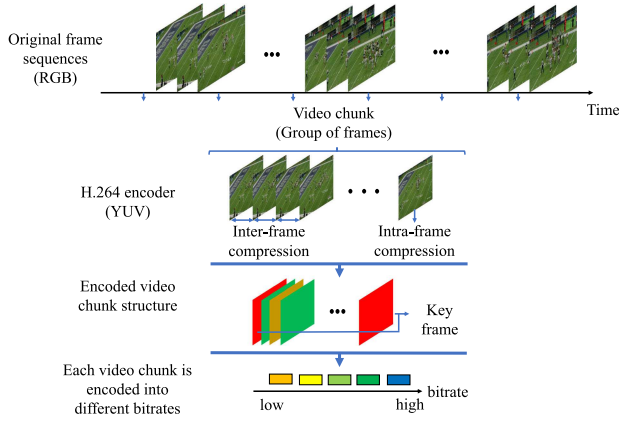 Original frame
sequences
(RGB)
Time
Video chunk
(Group of frames)
H.264 encoder
(YUV)
Inter-frame
compression
Intra-frame
compression
Encoded video
chunk structure
Key
frame
Each video chunk is
encoded into
different bitrates
bitrate
low
high